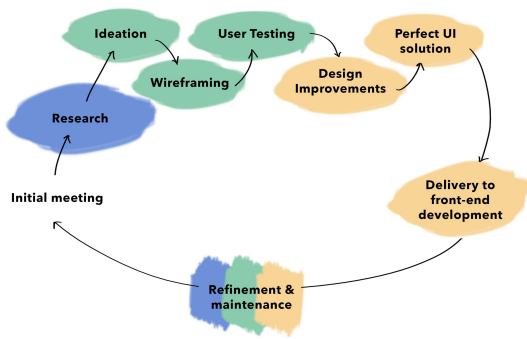 Initial meeting
Research
Ideation
Wireframing
User Testing
Design
Improvements
Perfect UI
solution
Delivery to
front-end
development
Refinement &
maintenance